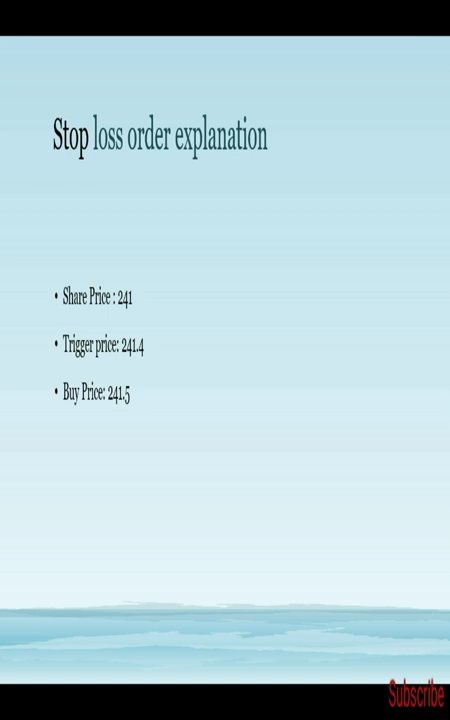 Stop loss order explanation
• Share Price : 241
• Trigger price: 241.4
• Buy Price: 241.5
Subscribe